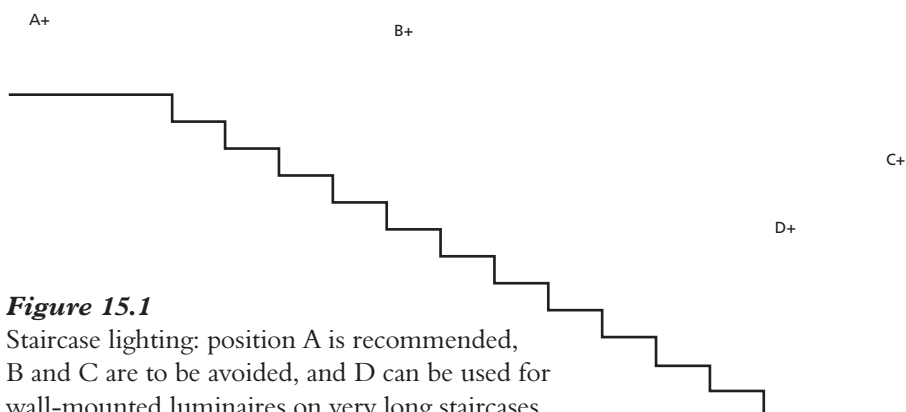 A+
B+
C+
D+
Figure 15.1
Staircase lighting: position A is recommended,
B and C are to be avoided, and D can be used for
wall-mounted luminaires on very long staircases